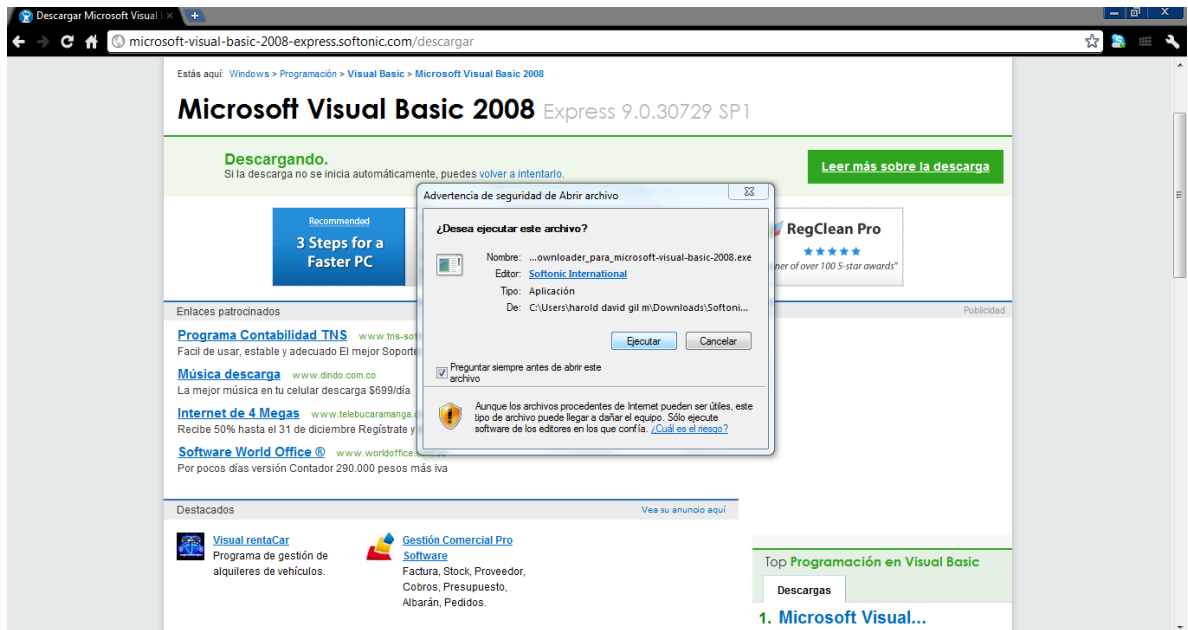 Descargar Microsoft Visual
microsoft-visual-basic-2008-express.softonic.com/descargar
Estás aquí: Windows > Programación > Visual Basic > Microsoft Visual Basic 2008
Microsoft Visual Basic 2008 Express 9.0.30729 SP1
Descargando.
Si la descarga no se inicia automáticamente, puedes volver a intentarlo.
Leer más sobre la descarga
Recommended
3 Steps for a
Faster PC
RegClean Pro
ner of over 100 5-star awards"
Advertencia de seguridad de Abrir archivo
¿Desea ejecutar este archivo?
Nombre: ...ownloader_para_microsoft-visual-basic-2008.exe
Editor: Softonic International
Tipo: Aplicación
De: C:\Users\harold david gil m\Downloads\Softoni...
Ejecutar Cancelar
Preguntar siempre antes de abrir este
archivo
Aunque los archivos procedentes de Internet pueden ser útiles, este
tipo de archivo puede llegar a dañar el equipo. Sólo ejecute
software de los editores en los que confía. ¿Cuál es el riesgo?
Enlaces patrocinados
Publicidad
Programa Contabilidad TNS www.tns-sof
Facil de usar, estable y adecuado El mejor Soporte
Música descarga www.dindo.com.co
La mejor música en tu celular descarga $699/día
Internet de 4 Megas www.telebucaramanga.
Recibe 50% hasta el 31 de diciembre Regístrate y
Software World Office ® www.worldoffice.
Por pocos días versión Contador 290.000 pesos más iva
Destacados
Vea su anuncio aquí
Visual rentaCar
Programa de gestión de
alquileres de vehículos.
Gestión Comercial Pro
Software
Factura, Stock, Proveedor,
Cobros, Presupuesto,
Albarán, Pedidos.
Top Programación en Visual Basic
Descargas
1. Microsoft Visual...